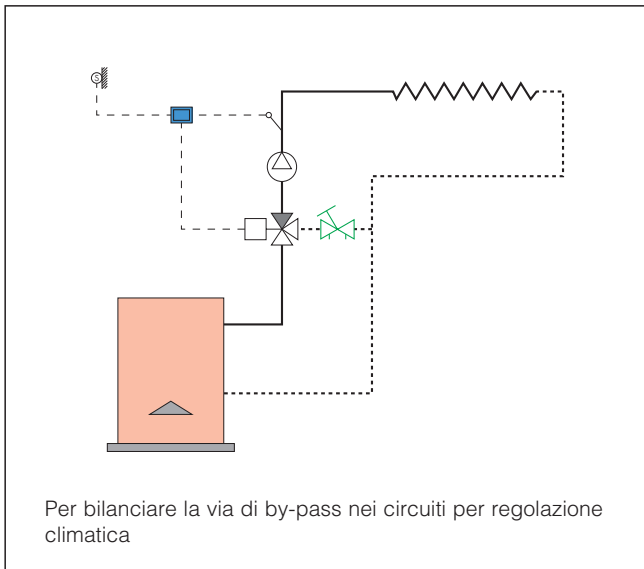 S
Per bilanciare la via di by-pass nei circuiti per regolazione
climatica